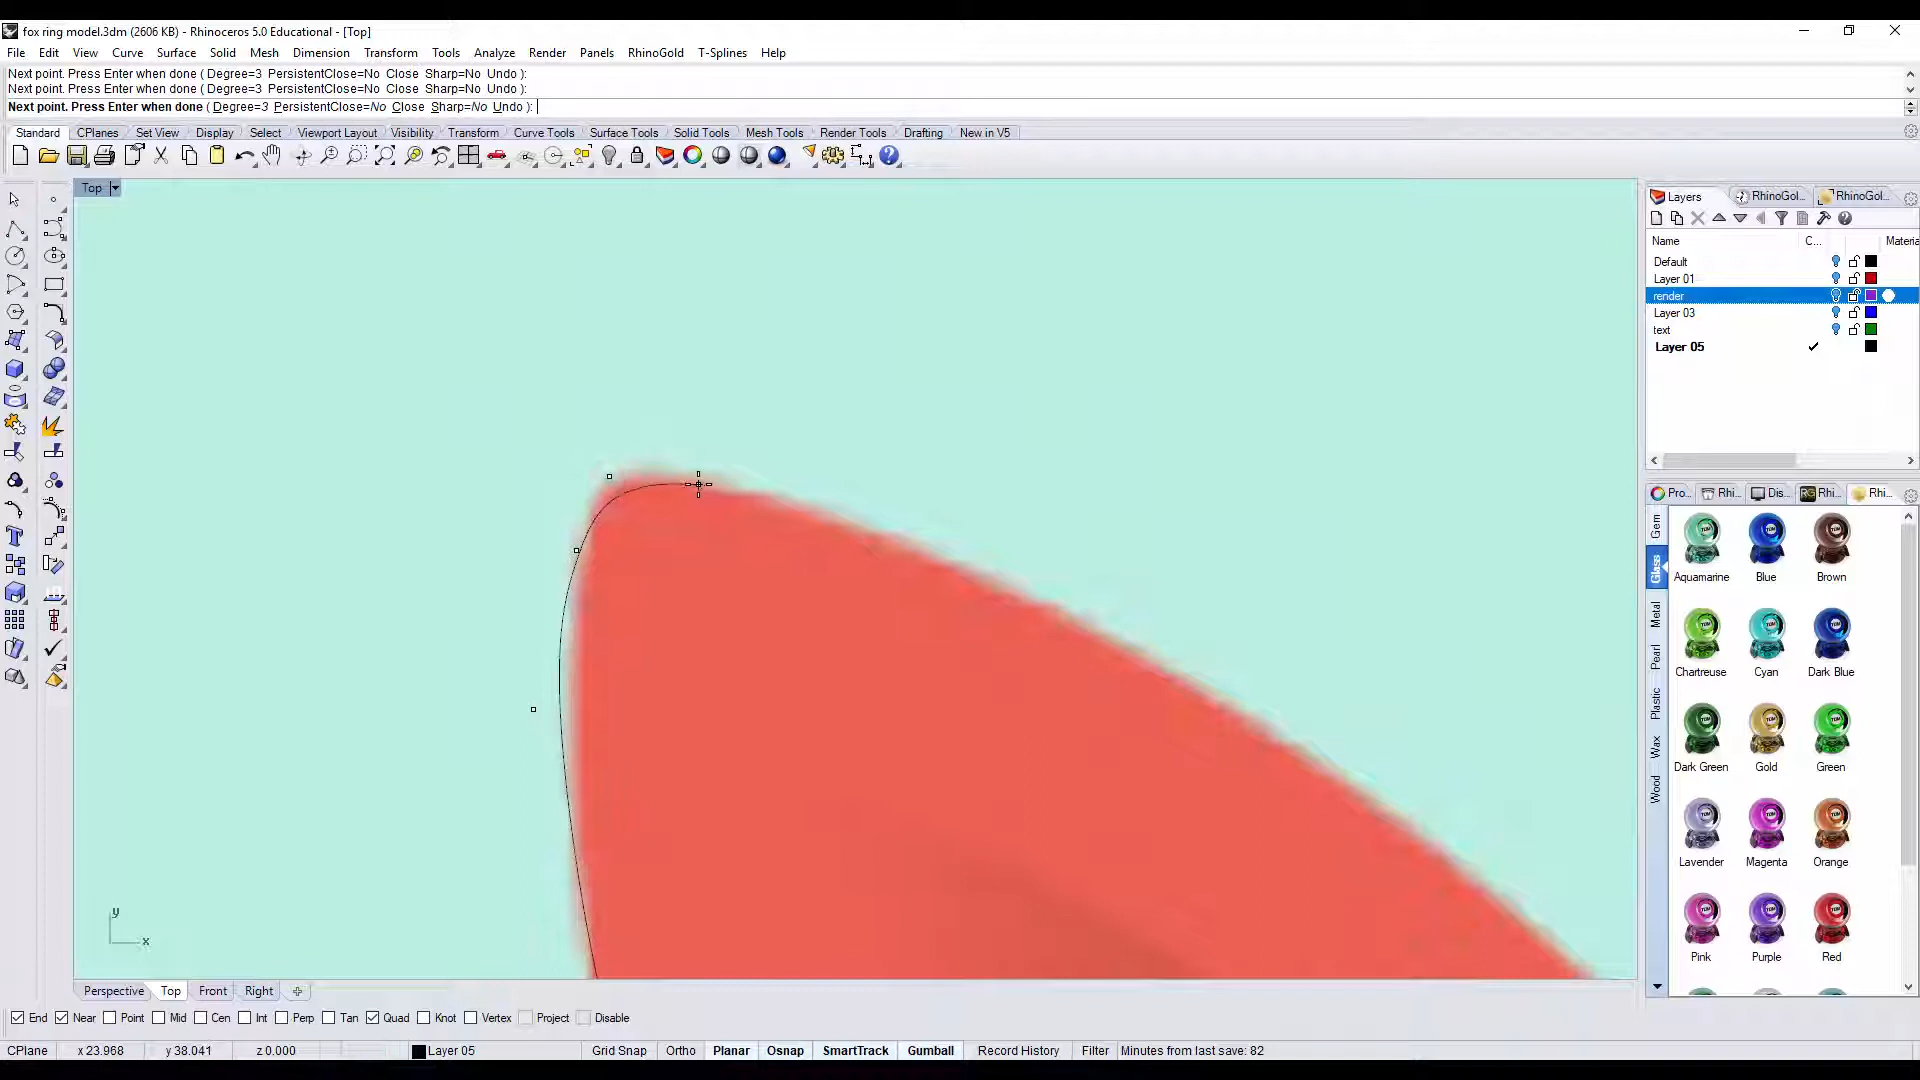 fox ring model.3dm (2606 KB) - Rhinoceros 5.0 Educational - [Top]
File Edit View Curve Surface Solid Mesh Dimension Transform Tools Analyze Render Panels RhinoGold T-Splines Help
Next point. Press Enter when done ( Degree=3 PersistentClose=No Close Sharp=No Undo ):
Next point. Press Enter when done ( Degree=3 PersistentClose=No Close Sharp=No Undo ):
Next point. Press Enter when done ( Degree=3 PersistentClose=No Close Sharp=No Undo ):
Standard CPlanes Set View Display Select Viewport Layout Visibility Transform Curve Tools Surface Tools Solid Tools Mesh Tools Render Tools Drafting New in V5
Top
Layers RhinoGol... RhinoGol...
Name C... Materia
Default
Layer 01
render
Layer 03
text
Layer 05
Pro... Rhi... Dis... Rhi... Rhi...
Gem
Glass
Metal
Pearl
Plastic
Wax
Wood
Aquamarine Blue Brown
Chartreuse Cyan Dark Blue
Dark Green Gold Green
Lavender Magenta Orange
Pink Purple Red
y
x
Perspective Top Front Right
End Near Point Mid Cen Int Perp Tan Quad Knot Vertex Project Disable
CPlane x 23.968 y 38.041 z 0.000 Layer 05 Grid Snap Ortho Planar Osnap SmartTrack Gumball Record History Filter Minutes from last save: 82